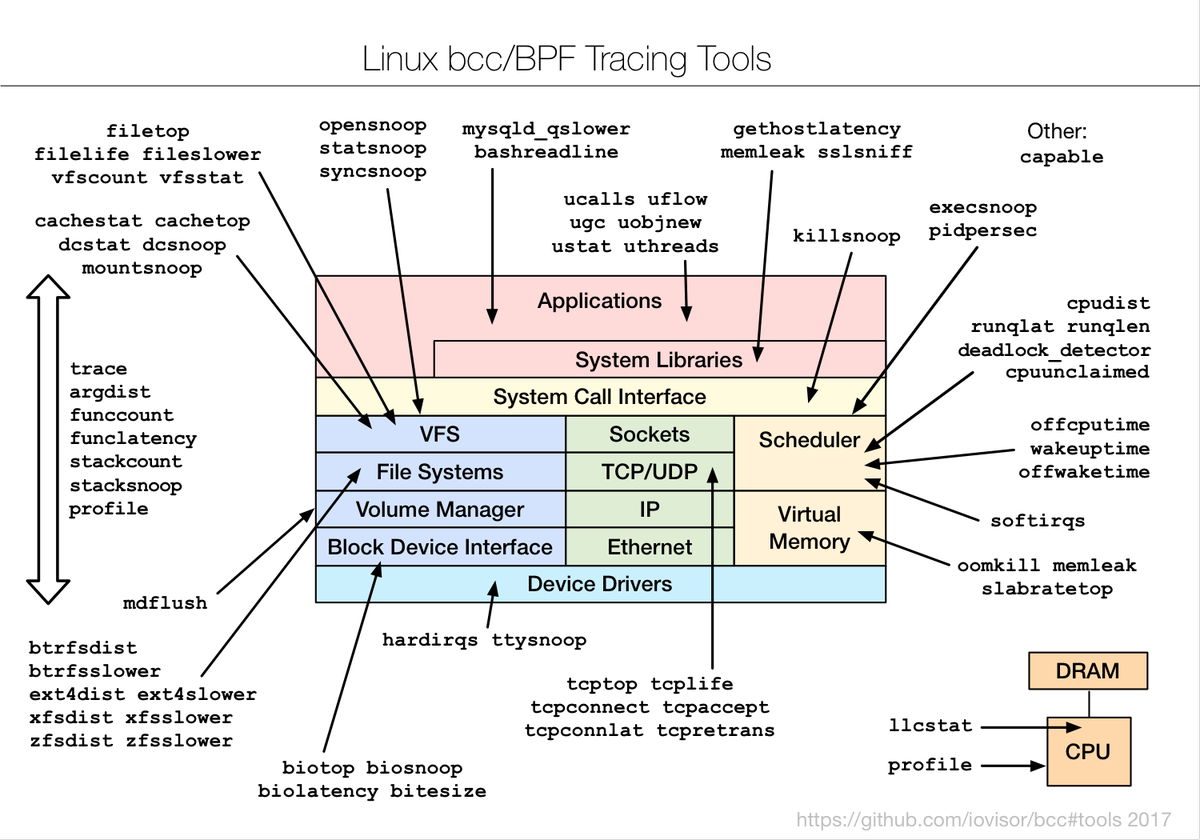 Linux bcc/BPF Tracing Tools
filetop
filelife fileslower
vfscount vfsstat
opensnoop
statsnoop
syncsnoop
mysqld_qslower
bashreadline
gethostlatency
memleak sslsniff
Other:
capable
cachestat cachetop
dcstat dcsnoop
mountsnoop
ucalls uflow
ugc uobjnew
ustat uthreads
killsnoop
execsnoop
pidpersec
cpudist
runqlat runqlen
deadlock_detector
cpuunclaimed
offcputime
wakeuptime
offwaketime
softirqs
oomkill memleak
slabratetop
trace
argdist
funccount
funclatency
stackcount
stacksnoop
profile
Applications
System Libraries
System Call Interface
VFS
File Systems
Volume Manager
Block Device Interface
Sockets
TCP/UDP
IP
Ethernet
Scheduler
Virtual
Memory
Device Drivers
mdflush
btrfsdist
btrfsslower
ext4dist ext4slower
xfsdist xfsslower
zfsdist zfsslower
hardirqs ttysnoop
biotop biosnoop
biolatency bitesize
tcptop tcplife
tcpconnect tcpaccept
tcpconnlat tcpretrans
DRAM
llcstat
CPU
profile
https://github.com/iovisor/bcc#tools 2017